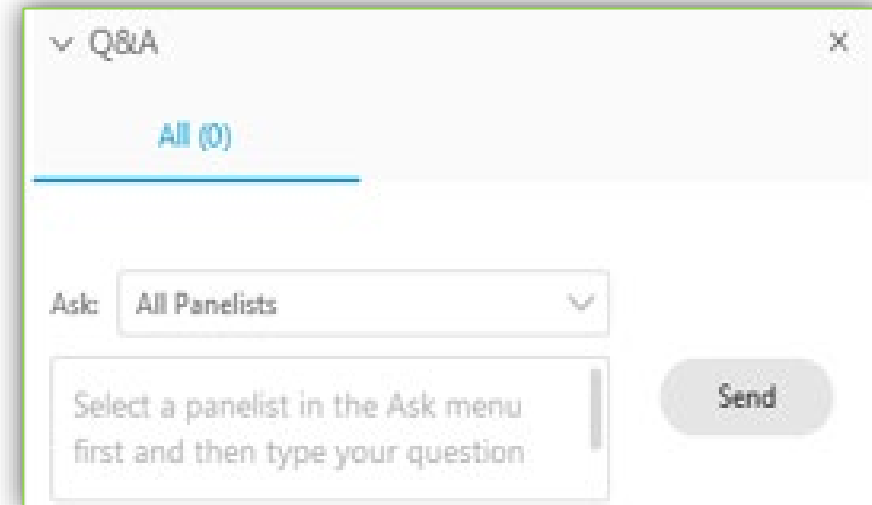 Q&A
All (0)
Ask: All Panelists
Select a panelist in the Ask menu
first and then type your question
Send